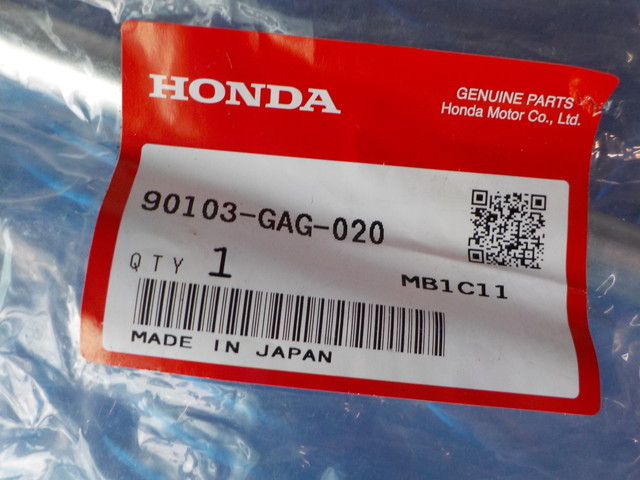 HONDA
GENUINE PARTS
Honda Motor Co., Ltd.
90103-GAG-020
QTY 1
MB1C11
MADE IN JAPAN